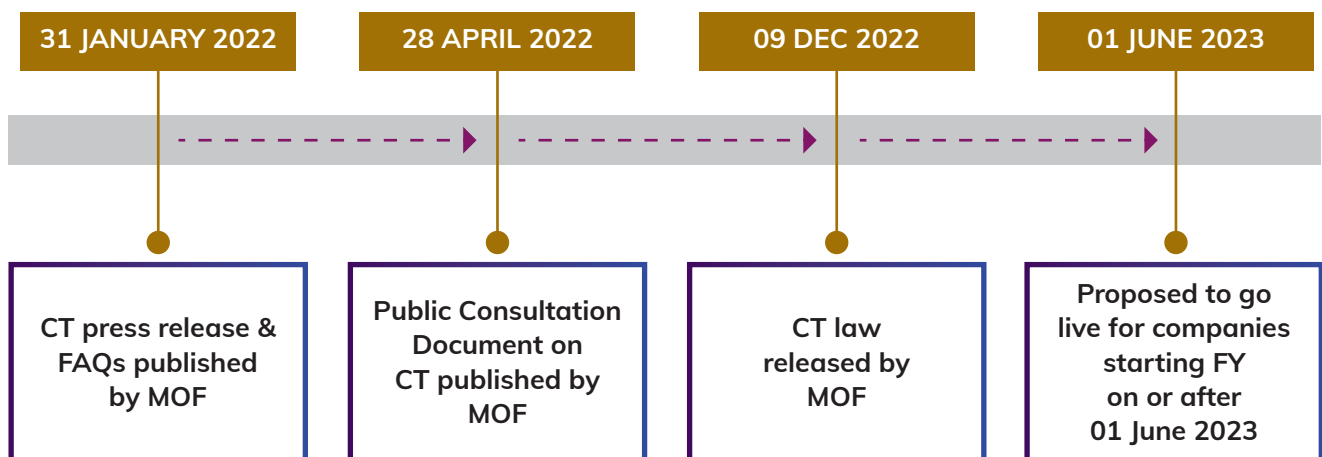 31 JANUARY 2022
28 APRIL 2022
09 DEC 2022
01 JUNE 2023
CT press release &
FAQs published
by MOF
Public Consultation
Document on
CT published by
MOF
CT law
released by
MOF
Proposed to go
live for companies
starting FY
on or after
01 June 2023